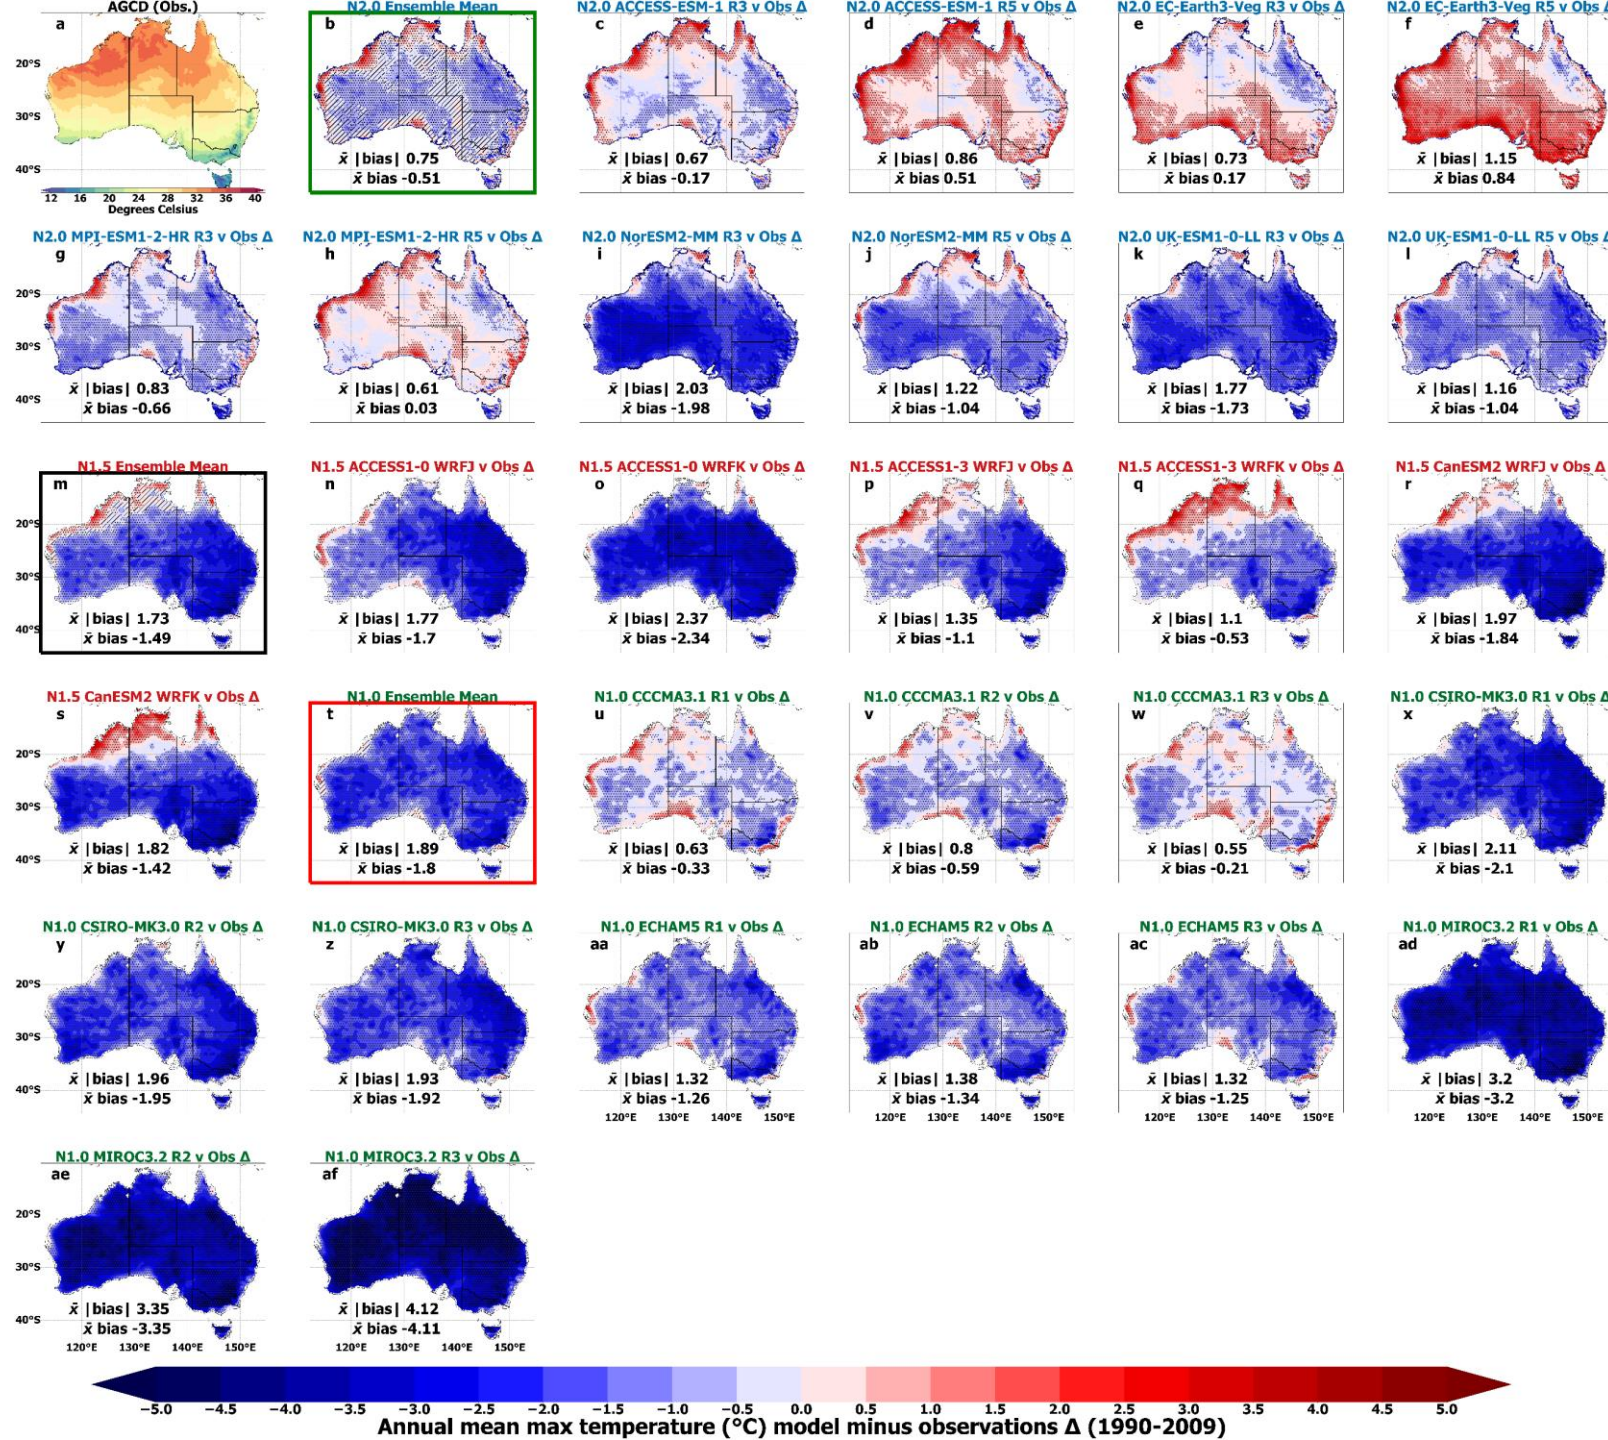 AGCD (Obs.)
N2.0 Ensemble Mean
N2.0 ACCESS-ESM-1 R3 v Obs Δ
N2.0 ACCESS-ESM-1 R5 v Obs Δ
N2.0 EC-Earth3-Veg R3 v Obs Δ
N2.0 EC-Earth3-Veg R5 v Obs Δ
a
b
c
d
e
f
20°S
30°S
40°S
12 16 20 24 28 32 36 40
Degrees Celsius
x̄ |bias| 0.75
x̄ bias -0.51
x̄ |bias| 0.67
x̄ bias -0.17
x̄ |bias| 0.86
x̄ bias 0.51
x̄ |bias| 0.73
x̄ bias 0.17
x̄ |bias| 1.15
x̄ bias 0.84
N2.0 MPI-ESM1-2-HR R3 v Obs Δ
N2.0 MPI-ESM1-2-HR R5 v Obs Δ
N2.0 NorESM2-MM R3 v Obs Δ
N2.0 NorESM2-MM R5 v Obs Δ
N2.0 UK-ESM1-0-LL R3 v Obs Δ
N2.0 UK-ESM1-0-LL R5 v Obs Δ
g
h
i
j
k
l
20°S
30°S
40°S
x̄ |bias| 0.83
x̄ bias -0.66
x̄ |bias| 0.61
x̄ bias 0.03
x̄ |bias| 2.03
x̄ bias -1.98
x̄ |bias| 1.22
x̄ bias -1.04
x̄ |bias| 1.77
x̄ bias -1.73
x̄ |bias| 1.16
x̄ bias -1.04
N1.5 Ensemble Mean
N1.5 ACCESS1-0 WRFJ v Obs Δ
N1.5 ACCESS1-0 WRFK v Obs Δ
N1.5 ACCESS1-3 WRFJ v Obs Δ
N1.5 ACCESS1-3 WRFK v Obs Δ
N1.5 CanESM2 WRFJ v Obs Δ
m
n
o
p
q
r
20°S
30°S
40°S
x̄ |bias| 1.73
x̄ bias -1.49
x̄ |bias| 1.77
x̄ bias -1.7
x̄ |bias| 2.37
x̄ bias -2.34
x̄ |bias| 1.35
x̄ bias -1.1
x̄ |bias| 1.1
x̄ bias -0.53
x̄ |bias| 1.97
x̄ bias -1.84
N1.5 CanESM2 WRFK v Obs Δ
N1.0 Ensemble Mean
N1.0 CCCMA3.1 R1 v Obs Δ
N1.0 CCCMA3.1 R2 v Obs Δ
N1.0 CCCMA3.1 R3 v Obs Δ
N1.0 CSIRO-MK3.0 R1 v Obs Δ
s
t
u
v
w
x
20°S
30°S
40°S
x̄ |bias| 1.82
x̄ bias -1.42
x̄ |bias| 1.89
x̄ bias -1.8
x̄ |bias| 0.63
x̄ bias -0.33
x̄ |bias| 0.8
x̄ bias -0.59
x̄ |bias| 0.55
x̄ bias -0.21
x̄ |bias| 2.11
x̄ bias -2.1
N1.0 CSIRO-MK3.0 R2 v Obs Δ
N1.0 CSIRO-MK3.0 R3 v Obs Δ
N1.0 ECHAM5 R1 v Obs Δ
N1.0 ECHAM5 R2 v Obs Δ
N1.0 ECHAM5 R3 v Obs Δ
N1.0 MIROC3.2 R1 v Obs Δ
y
z
aa
ab
ac
ad
20°S
30°S
40°S
x̄ |bias| 1.96
x̄ bias -1.95
x̄ |bias| 1.93
x̄ bias -1.92
x̄ |bias| 1.32
x̄ bias -1.26
x̄ |bias| 1.38
x̄ bias -1.34
x̄ |bias| 1.32
x̄ bias -1.25
x̄ |bias| 3.2
x̄ bias -3.2
120°E 130°E 140°E 150°E
120°E 130°E 140°E 150°E
120°E 130°E 140°E 150°E
120°E 130°E 140°E 150°E
N1.0 MIROC3.2 R2 v Obs Δ
N1.0 MIROC3.2 R3 v Obs Δ
ae
af
20°S
30°S
40°S
x̄ |bias| 3.35
x̄ bias -3.35
x̄ |bias| 4.12
x̄ bias -4.11
120°E 130°E 140°E 150°E
120°E 130°E 140°E 150°E
−5.0 −4.5 −4.0 −3.5 −3.0 −2.5 −2.0 −1.5 −1.0 −0.5 0.0 0.5 1.0 1.5 2.0 2.5 3.0 3.5 4.0 4.5 5.0
Annual mean max temperature (°C) model minus observations Δ (1990-2009)